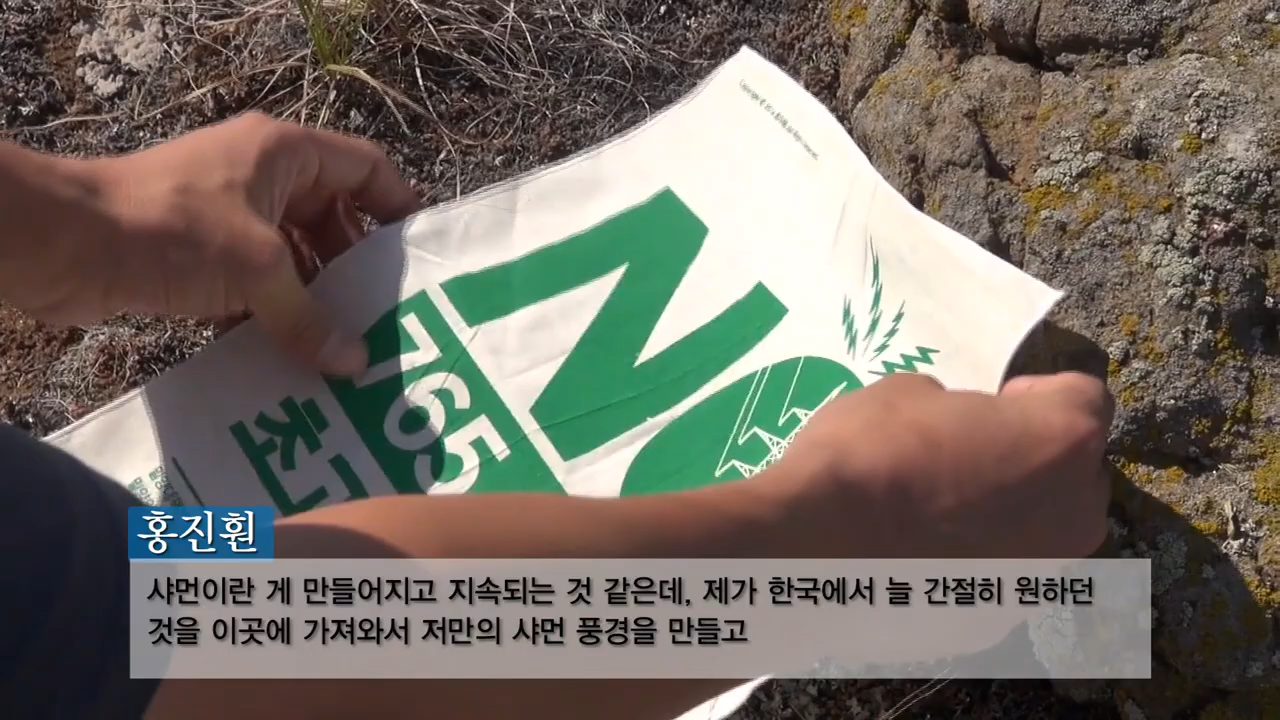 NO
765
초고
홍진훤
샤먼이란 게 만들어지고 지속되는 것 같은데, 제가 한국에서 늘 간절히 원하던
것을 이곳에 가져와서 저만의 샤먼 풍경을 만들고